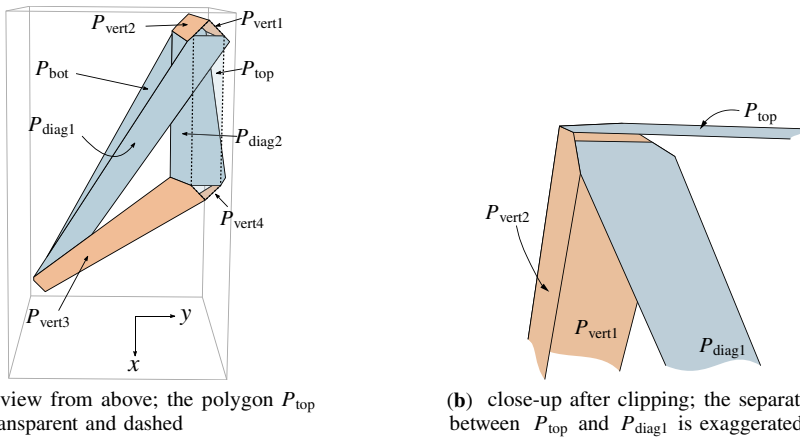 P_vert2
P_vert1
P_bot
P_top
P_diag1
P_diag2
P_vert4
P_vert3
y
x
view from above; the polygon P_top
ansparent and dashed
P_top
P_vert2
P_vert1
P_diag1
(b) close-up after clipping; the separat
between P_top and P_diag1 is exaggerated